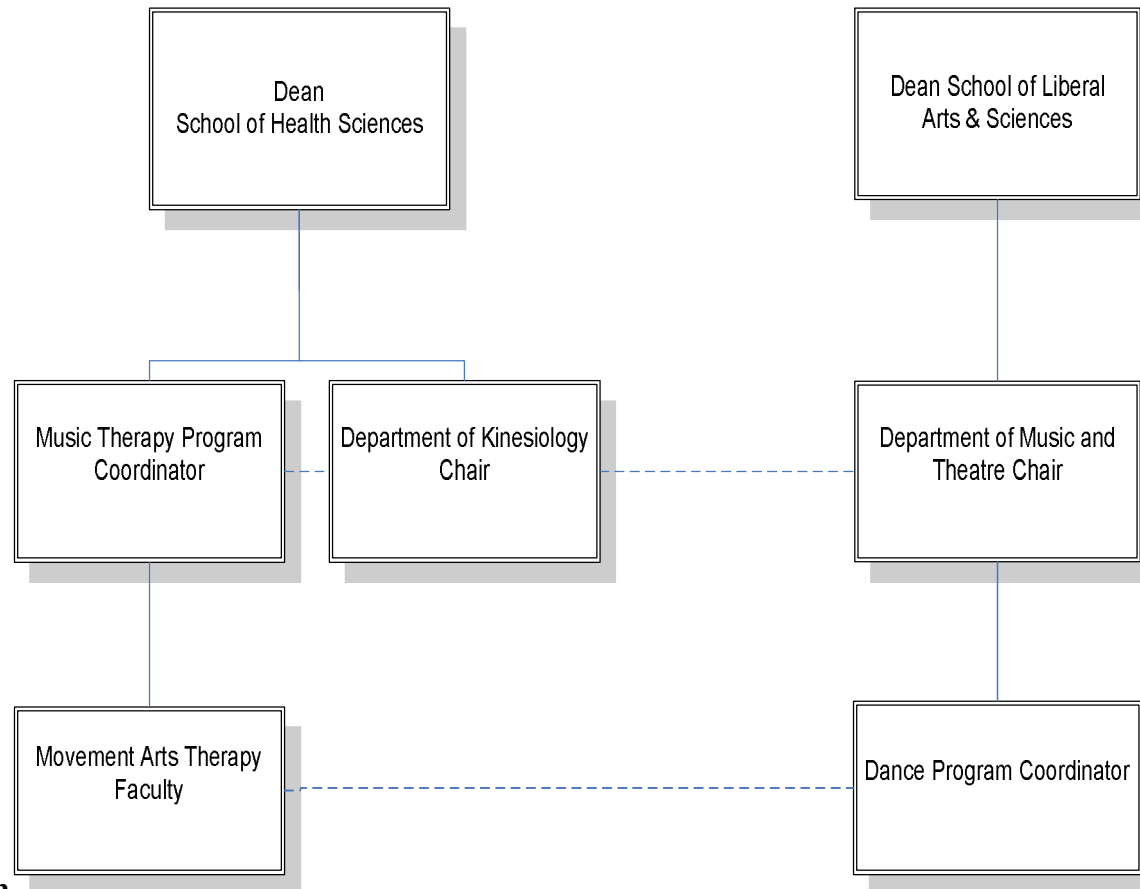 Dean
School of Health Sciences
Dean School of Liberal
Arts & Sciences
Music Therapy Program
Coordinator
Department of Kinesiology
Chair
Department of Music and
Theatre Chair
Movement Arts Therapy
Faculty
Dance Program Coordinator